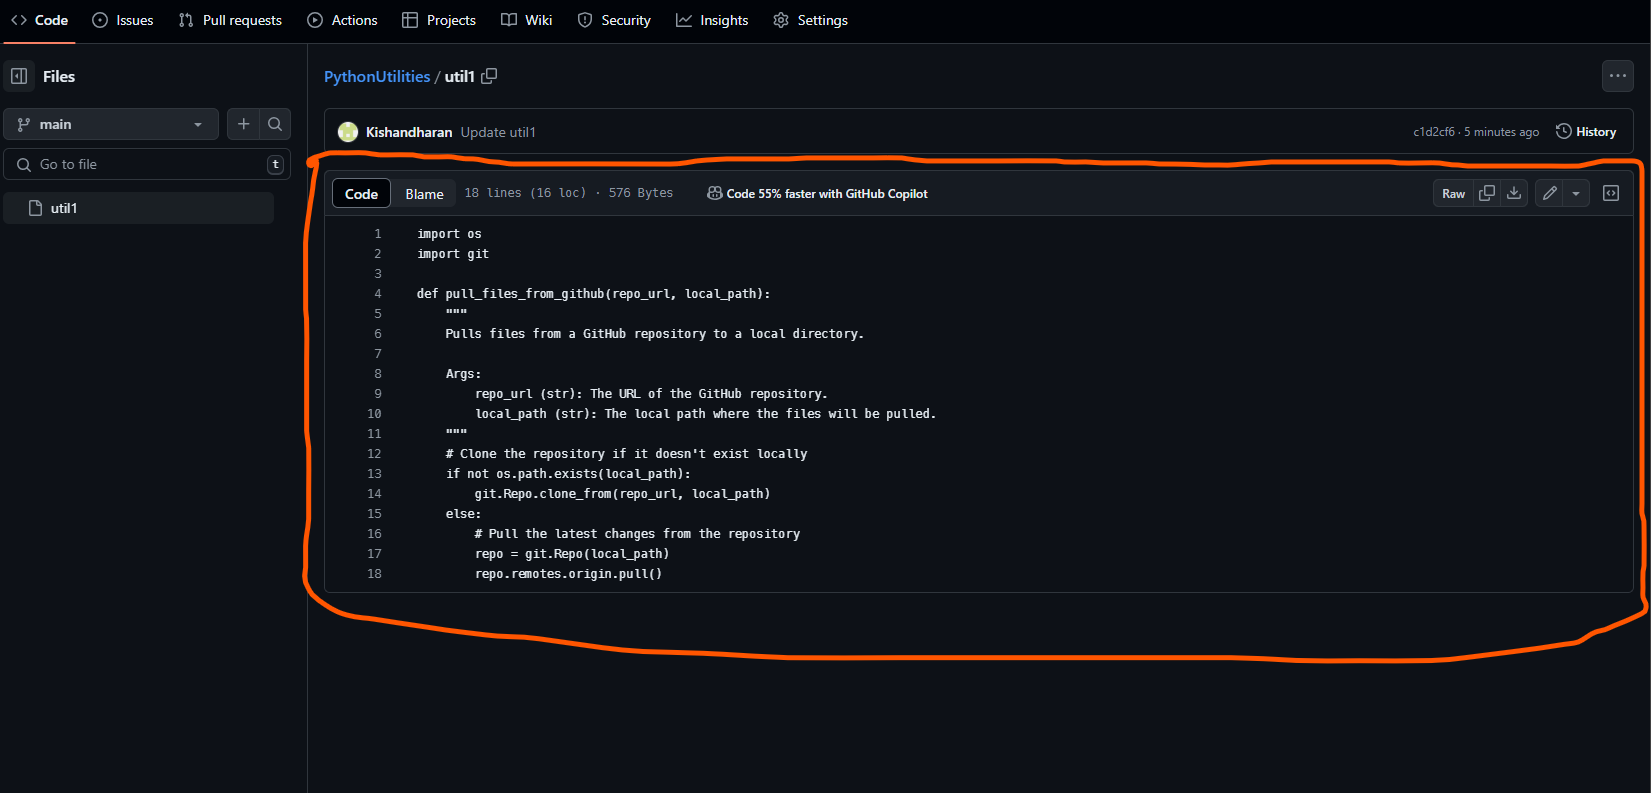 Code Issues Pull requests Actions Projects Wiki Security Insights Settings
Files
main
Go to file t
util1
PythonUtilities / util1
Kishandharan Update util1 c1d2cf6 · 5 minutes ago History
Code Blame 18 lines (16 loc) · 576 Bytes Code 55% faster with GitHub Copilot Raw
1 import os
2 import git
3
4 def pull_files_from_github(repo_url, local_path):
5     """
6     Pulls files from a GitHub repository to a local directory.
7
8     Args:
9         repo_url (str): The URL of the GitHub repository.
10         local_path (str): The local path where the files will be pulled.
11     """
12     # Clone the repository if it doesn't exist locally
13     if not os.path.exists(local_path):
14         git.Repo.clone_from(repo_url, local_path)
15     else:
16         # Pull the latest changes from the repository
17         repo = git.Repo(local_path)
18         repo.remotes.origin.pull()